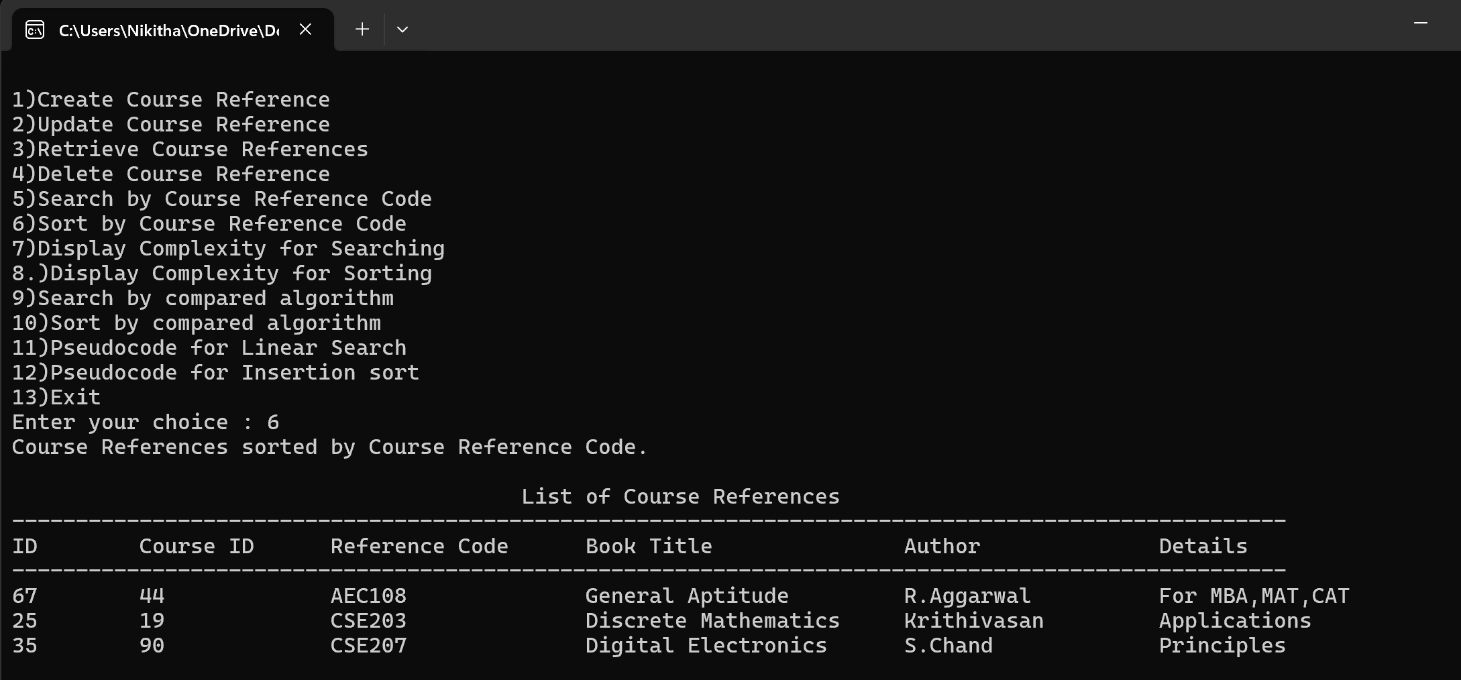 C:\Users\Nikitha\OneDrive\Do
1)Create Course Reference
2)Update Course Reference
3)Retrieve Course References
4)Delete Course Reference
5)Search by Course Reference Code
6)Sort by Course Reference Code
7)Display Complexity for Searching
8.)Display Complexity for Sorting
9)Search by compared algorithm
10)Sort by compared algorithm
11)Pseudocode for Linear Search
12)Pseudocode for Insertion sort
13)Exit
Enter your choice : 6
Course References sorted by Course Reference Code.
List of Course References
----------------------------------------------------------------------------------------------------
ID Course ID Reference Code Book Title Author Details
----------------------------------------------------------------------------------------------------
67 44 AEC108 General Aptitude R.Aggarwal For MBA,MAT,CAT
25 19 CSE203 Discrete Mathematics Krithivasan Applications
35 90 CSE207 Digital Electronics S.Chand Principles